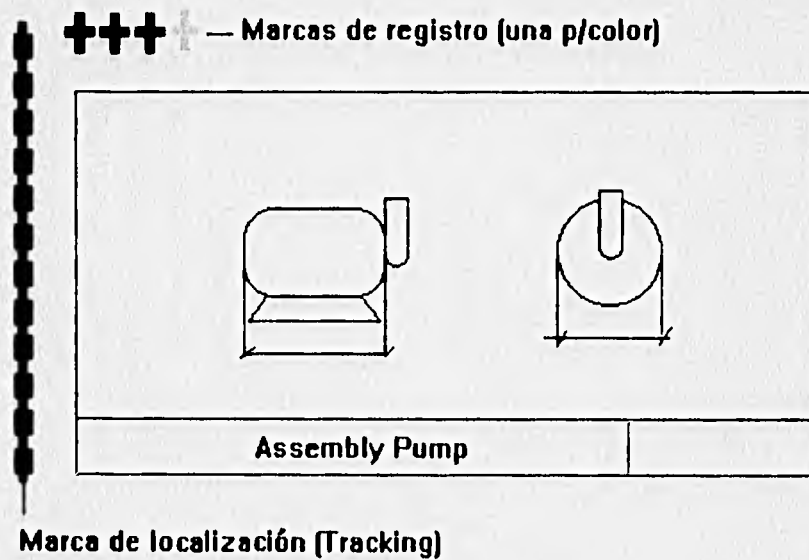 Marcas de registro (una p/color)
Assembly Pump
Marca de localización (Tracking)